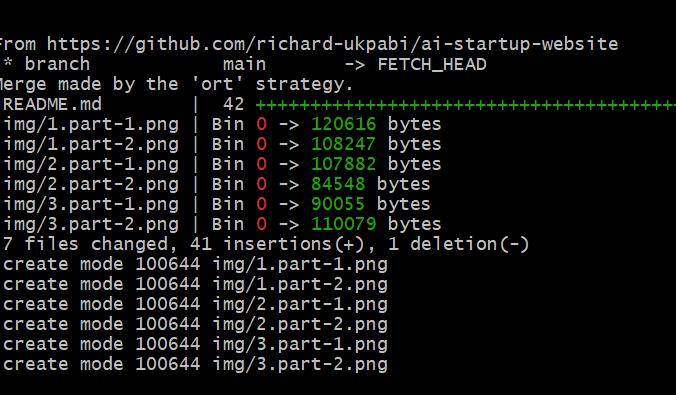 From https://github.com/richard-ukpabi/ai-startup-website
 * branch            main       -> FETCH_HEAD
Merge made by the 'ort' strategy.
 README.md        |  42 +++++++++++++++++++++++++++++++++++++++
 img/1.part-1.png | Bin 0 -> 120616 bytes
 img/1.part-2.png | Bin 0 -> 108247 bytes
 img/2.part-1.png | Bin 0 -> 107882 bytes
 img/2.part-2.png | Bin 0 -> 84548 bytes
 img/3.part-1.png | Bin 0 -> 90055 bytes
 img/3.part-2.png | Bin 0 -> 110079 bytes
 7 files changed, 41 insertions(+), 1 deletion(-)
 create mode 100644 img/1.part-1.png
 create mode 100644 img/1.part-2.png
 create mode 100644 img/2.part-1.png
 create mode 100644 img/2.part-2.png
 create mode 100644 img/3.part-1.png
 create mode 100644 img/3.part-2.png